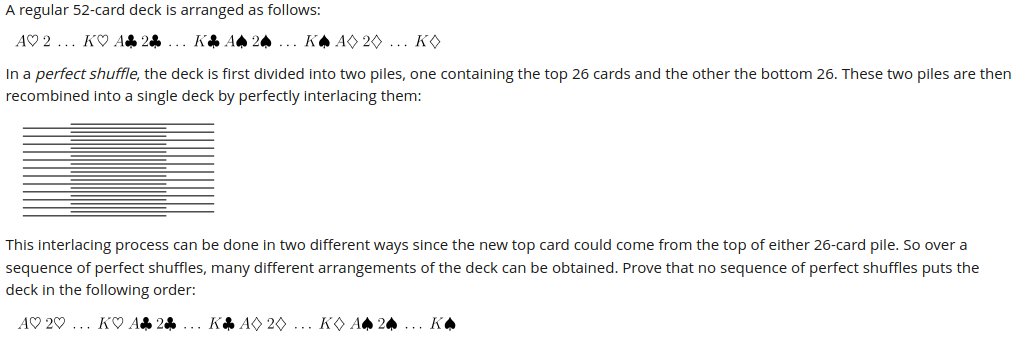 A regular 52-card deck is arranged as follows:
A♡ 2 … K♡ A♣ 2♣ … K♣ A♠ 2♠ … K♠ A♢ 2♢ … K♢
In a perfect shuffle, the deck is first divided into two piles, one containing the top 26 cards and the other the bottom 26. These two piles are then
recombined into a single deck by perfectly interlacing them:
This interlacing process can be done in two different ways since the new top card could come from the top of either 26-card pile. So over a
sequence of perfect shuffles, many different arrangements of the deck can be obtained. Prove that no sequence of perfect shuffles puts the
deck in the following order:
A♡ 2♡ … K♡ A♣ 2♣ … K♣ A♢ 2♢ … K♢ A♠ 2♠ … K♠